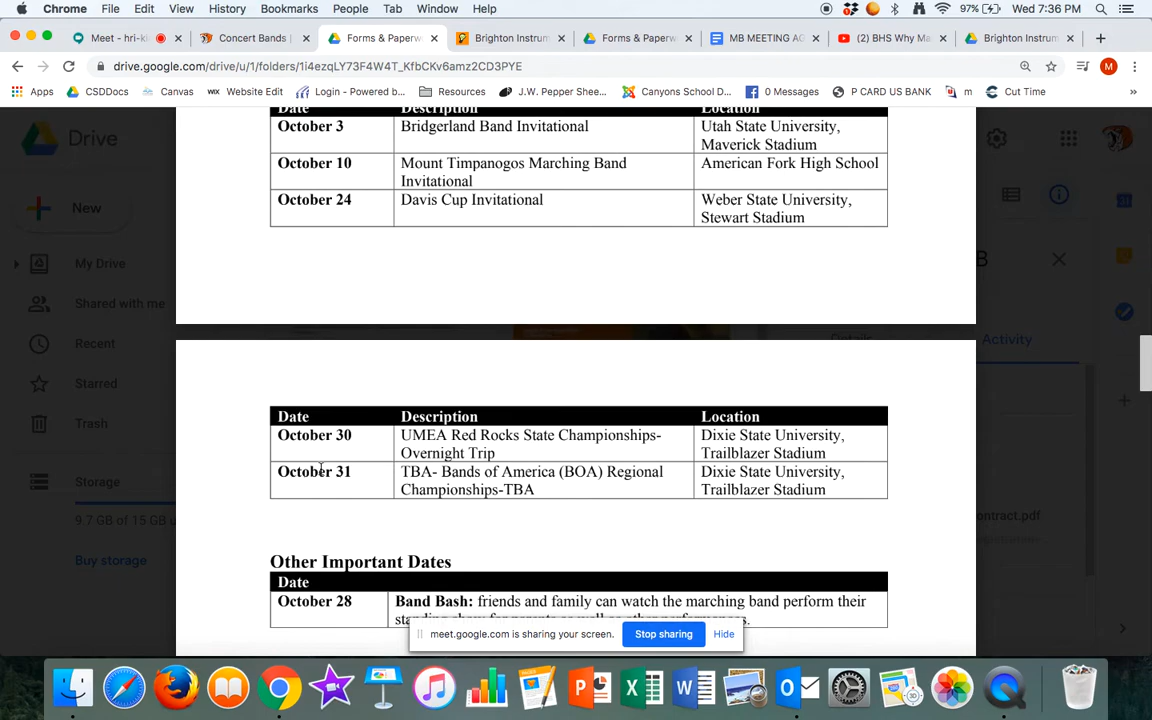 Chrome File Edit View History Bookmarks People Tab Window Help 97% Wed 7:36 PM
Meet - hri-k Concert Bands Forms & Paperw Brighton Instrum Forms & Paperw MB MEETING AG (2) BHS Why Ma Brighton Instrum
drive.google.com/drive/u/1/folders/1i4ezqLY73F4W4T_KfbCKv6amz2CD3PYE M
Apps CSDDocs Canvas WIX Website Edit Login - Powered b... Resources J.W. Pepper Shee... Canyons School D... 0 Messages P CARD US BANK m Cut Time »
Date Description Location
October 3 Bridgerland Band Invitational Utah State University,
Maverick Stadium
October 10 Mount Timpanogos Marching Band American Fork High School
Invitational
October 24 Davis Cup Invitational Weber State University,
Stewart Stadium
Drive
New
My Drive
Shared with me
Recent
Starred
Trash
Storage
9.7 GB of 15 GB u
Buy storage
B
Details
Activity
ontract.pdf
Date Description Location
October 30 UMEA Red Rocks State Championships- Dixie State University,
Overnight Trip Trailblazer Stadium
October 31 TBA- Bands of America (BOA) Regional Dixie State University,
Championships-TBA Trailblazer Stadium
Other Important Dates
Date
October 28 Band Bash: friends and family can watch the marching band perform their
meet.google.com is sharing your screen. Stop sharing Hide